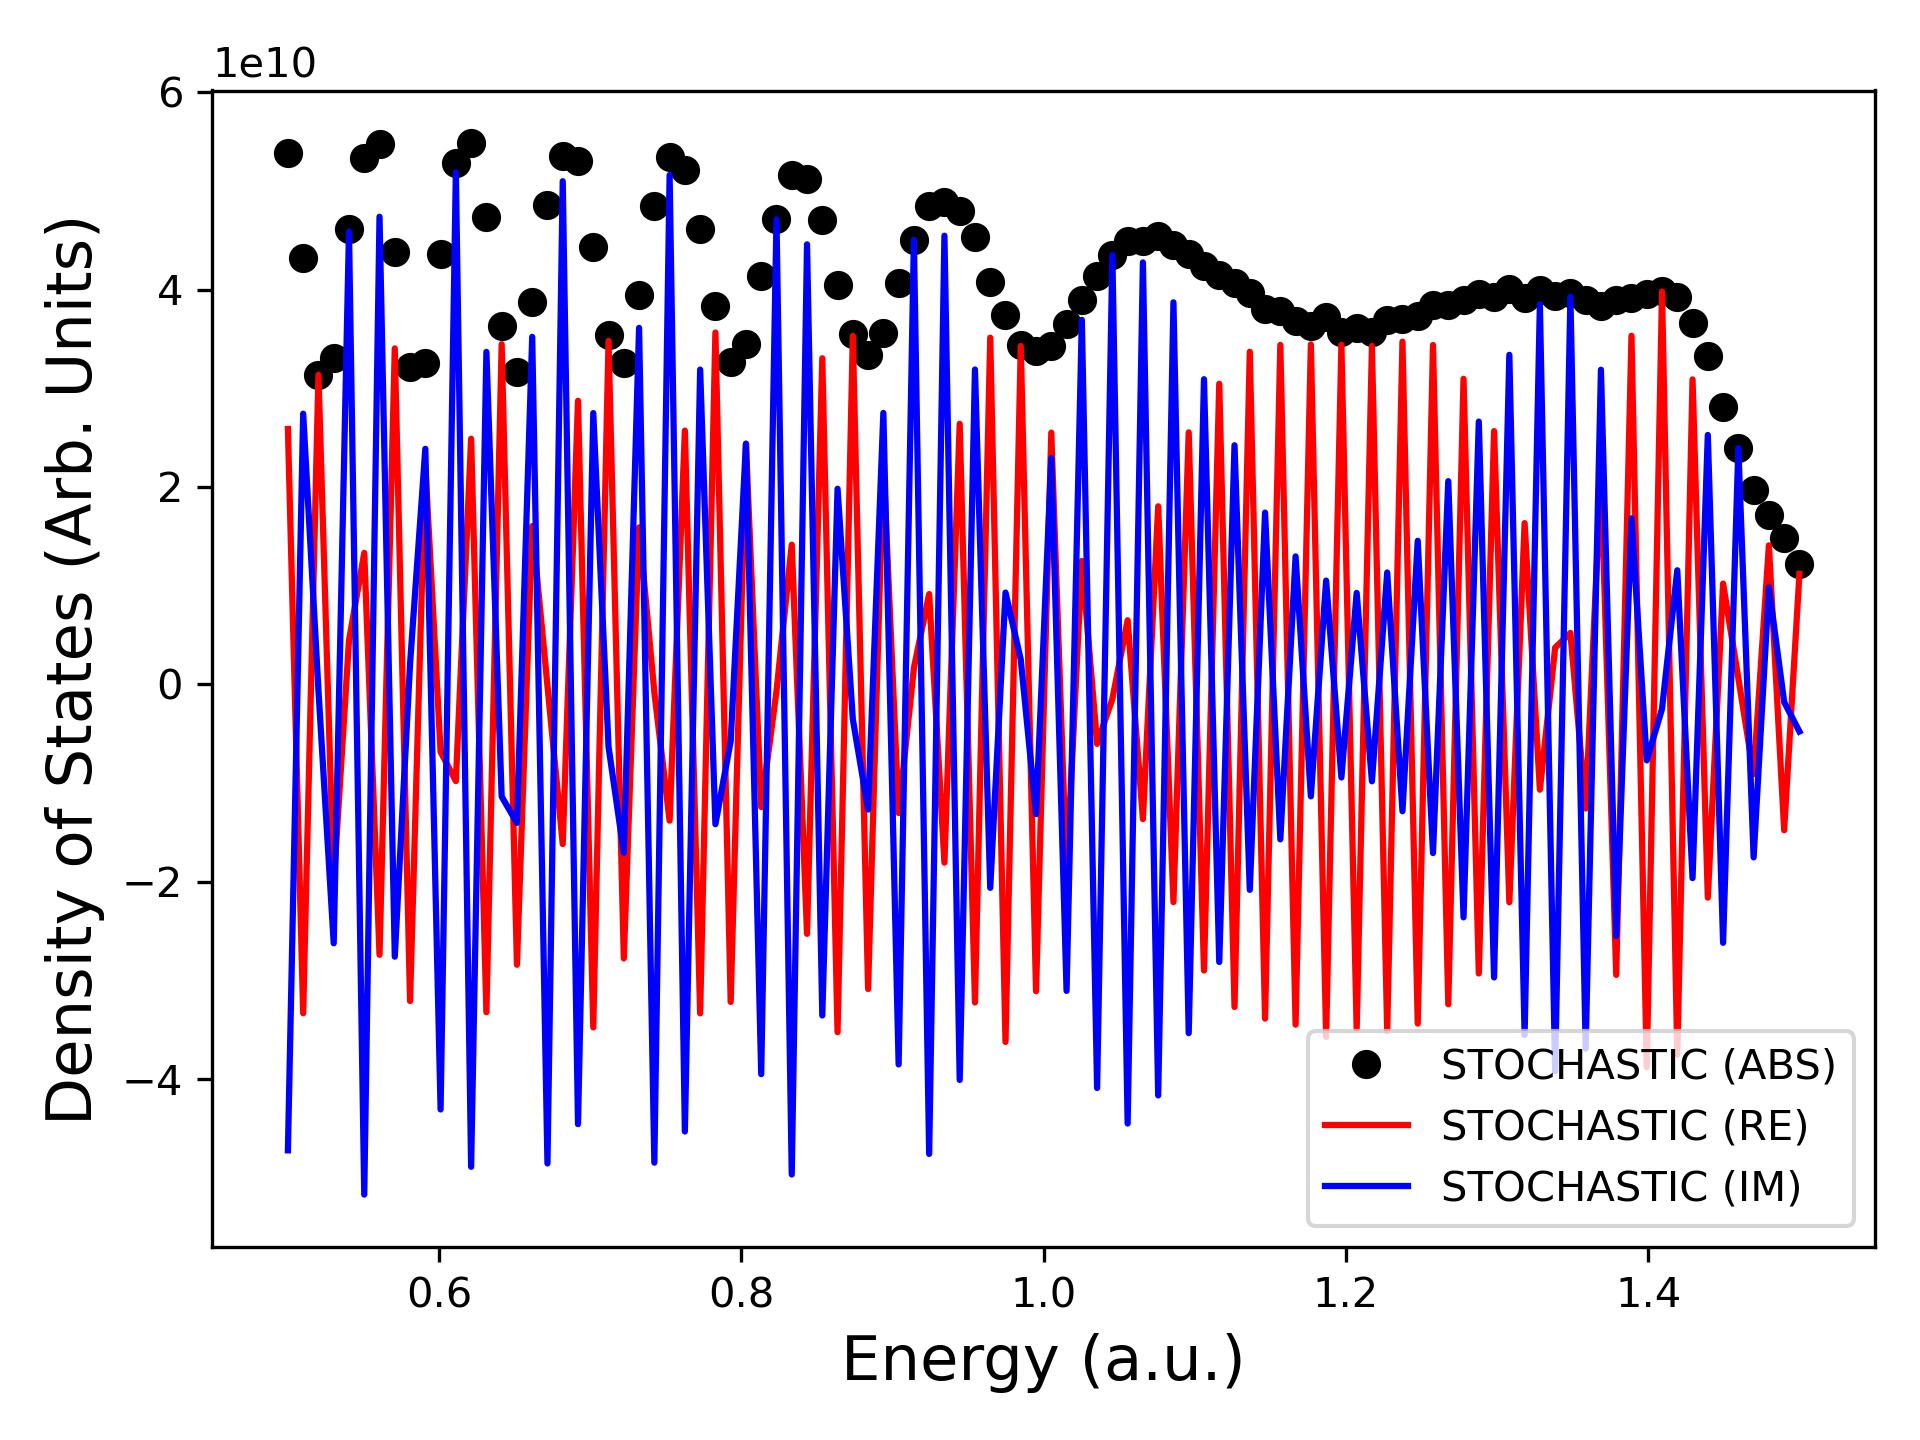 1e10
6
4
2
0
−2
−4
Density of States (Arb. Units)
STOCHASTIC (ABS)
STOCHASTIC (RE)
STOCHASTIC (IM)
0.6 0.8 1.0 1.2 1.4
Energy (a.u.)